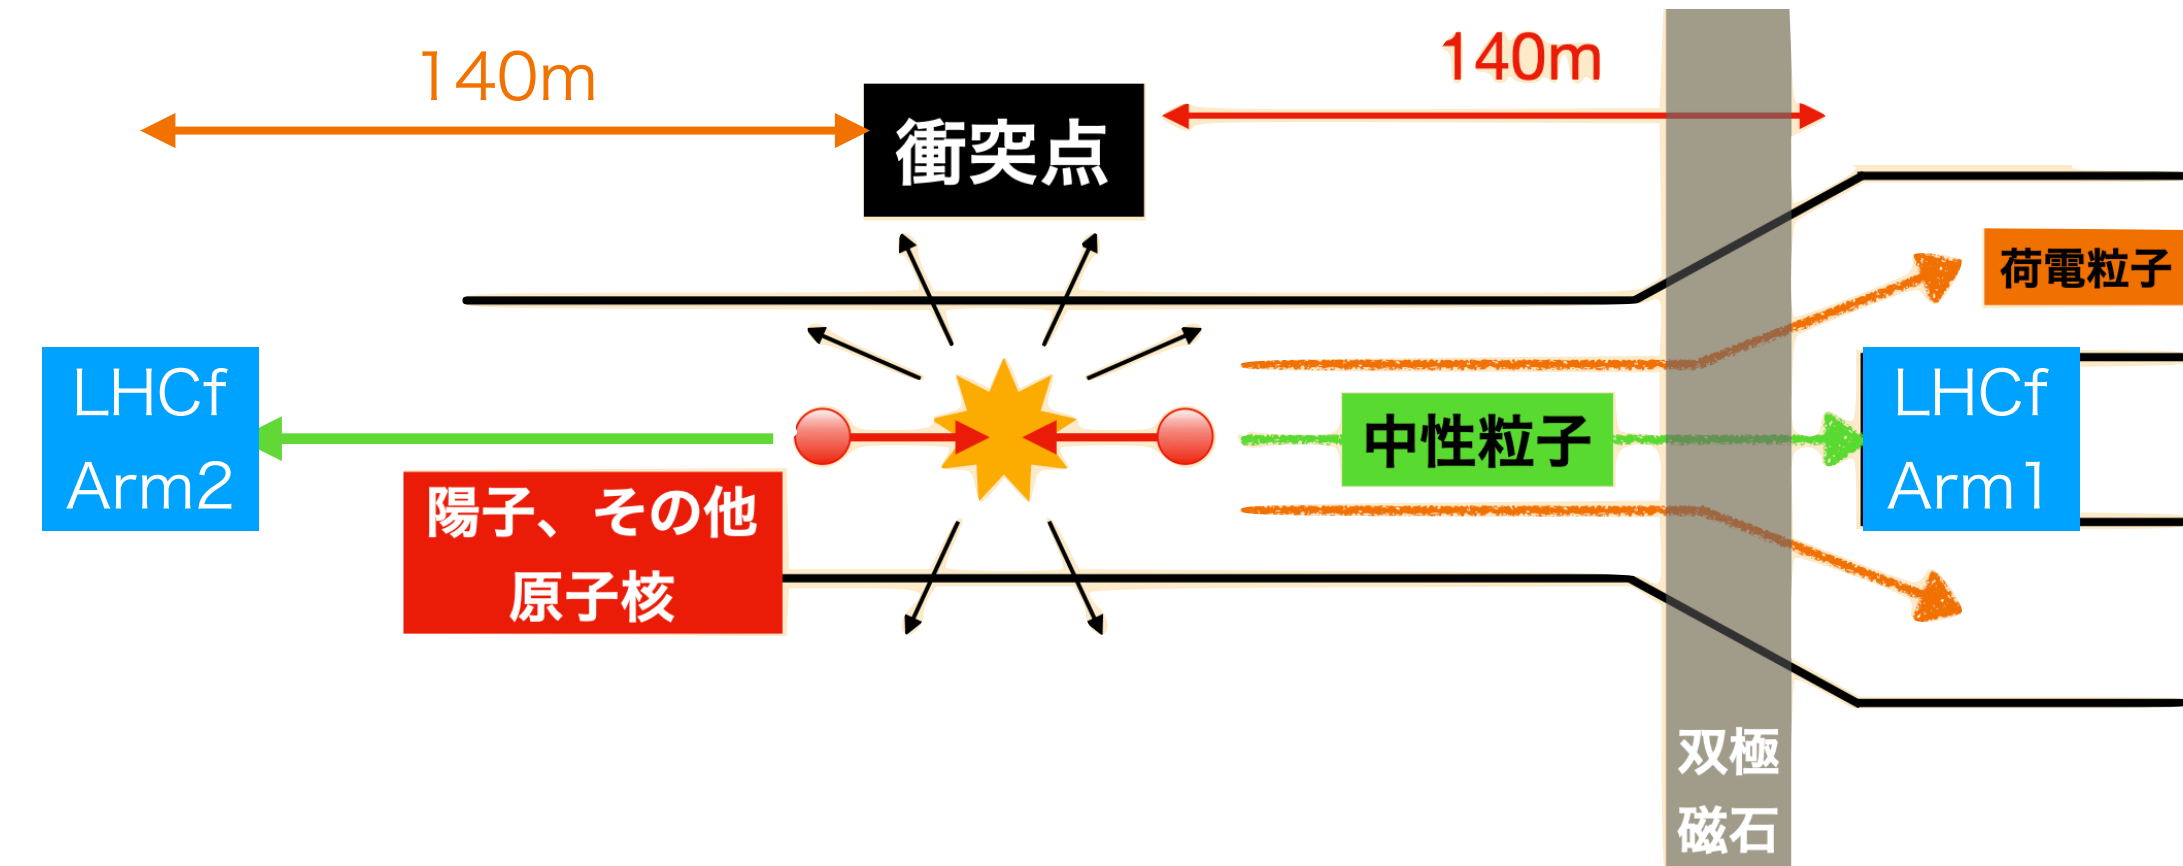 140m
140m
衝突点
荷電粒子
LHCf
Arm2
中性粒子
LHCf
Arm1
陽子、その他
原子核
双極
磁石